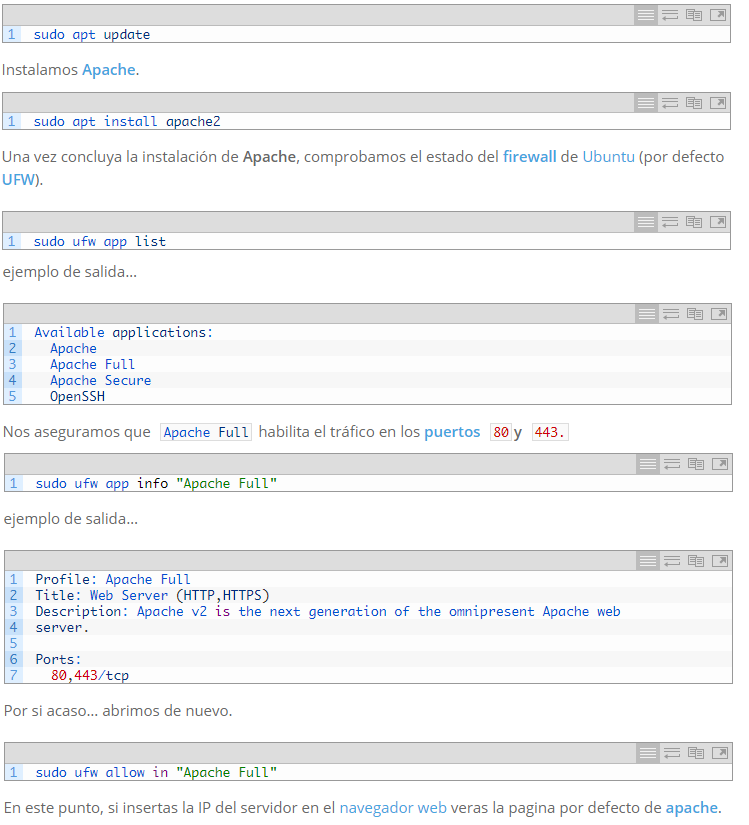 1 sudo apt update
Instalamos Apache.
1 sudo apt install apache2
Una vez concluya la instalación de Apache, comprobamos el estado del firewall de Ubuntu (por defecto
UFW).
1 sudo ufw app list
ejemplo de salida...
1 Available applications:
2   Apache
3   Apache Full
4   Apache Secure
5   OpenSSH
Nos aseguramos que Apache Full habilita el tráfico en los puertos 80 y 443.
1 sudo ufw app info "Apache Full"
ejemplo de salida...
1 Profile: Apache Full
2 Title: Web Server (HTTP,HTTPS)
3 Description: Apache v2 is the next generation of the omnipresent Apache web
4 server.
5
6 Ports:
7   80,443/tcp
Por si acaso... abrimos de nuevo.
1 sudo ufw allow in "Apache Full"
En este punto, si insertas la IP del servidor en el navegador web veras la pagina por defecto de apache.